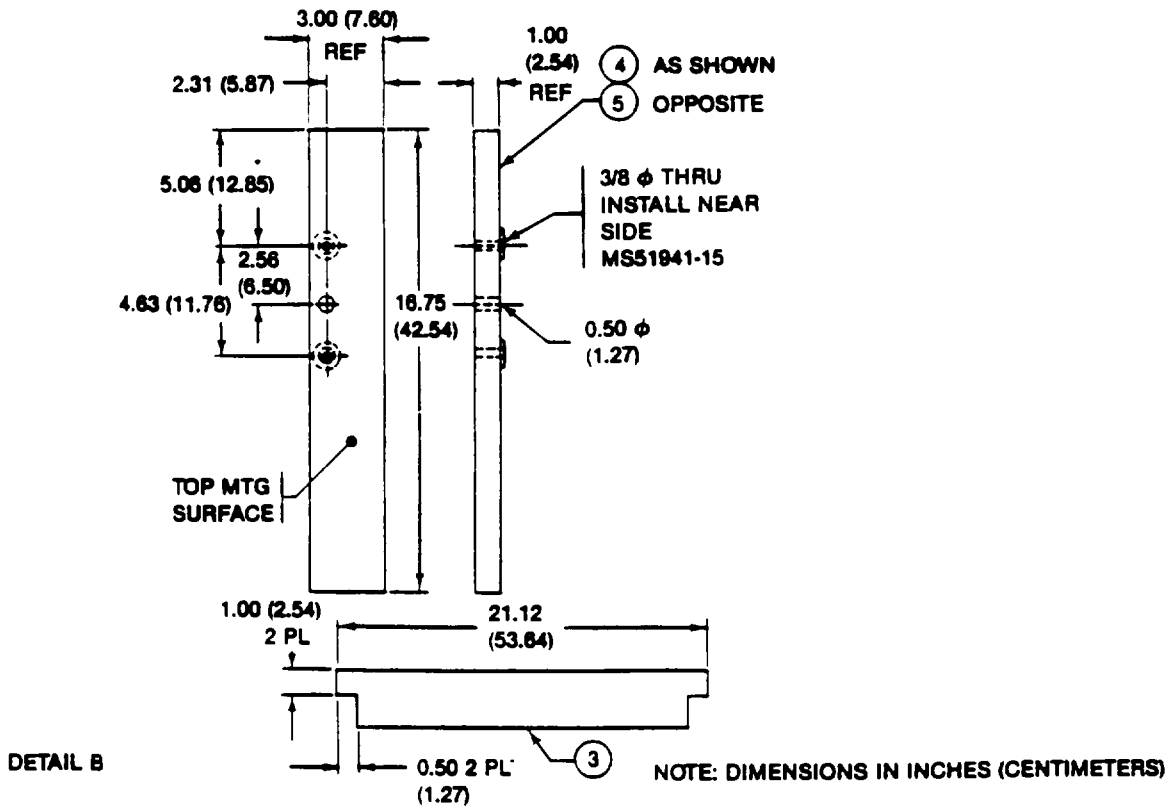 3.00 (7.60)
REF
1.00
(2.54)
REF
4 AS SHOWN
5 OPPOSITE
2.31 (5.87)
5.06 (12.85)
3/8 ϕ THRU
INSTALL NEAR
SIDE
MS51941-15
2.56
(6.50)
4.63 (11.76)
16.75
(42.54)
0.50 ϕ
(1.27)
TOP MTG
SURFACE
1.00 (2.54)
2 PL
21.12
(53.64)
3
0.50 2 PL
(1.27)
DETAIL B
NOTE: DIMENSIONS IN INCHES (CENTIMETERS)